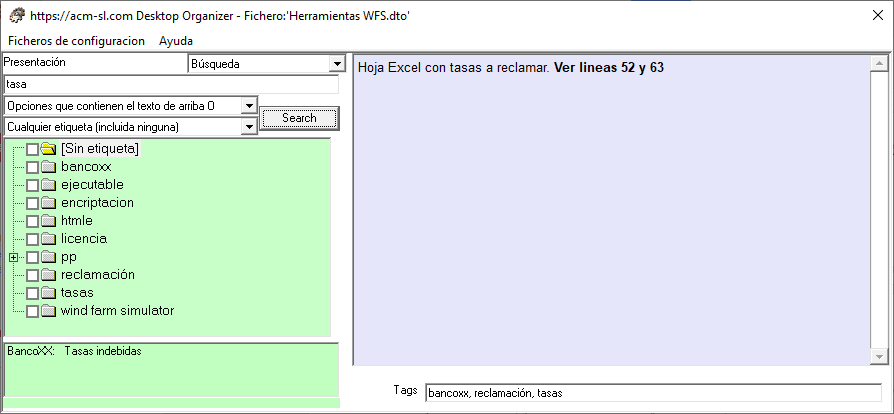 https://acm-sl.com Desktop Organizer - Fichero:'Herramientas WFS.dto'
Ficheros de configuracion Ayuda
Presentación Búsqueda
tasa
Opciones que contienen el texto de arriba O
Search
Cualquier etiqueta (incluida ninguna)
[Sin etiqueta]
bancoxx
ejecutable
encriptacion
htmle
licencia
pp
reclamación
tasas
wind farm simulator
BancoXX: Tasas indebidas
Hoja Excel con tasas a reclamar. Ver lineas 52 y 63
Tags bancoxx, reclamación, tasas